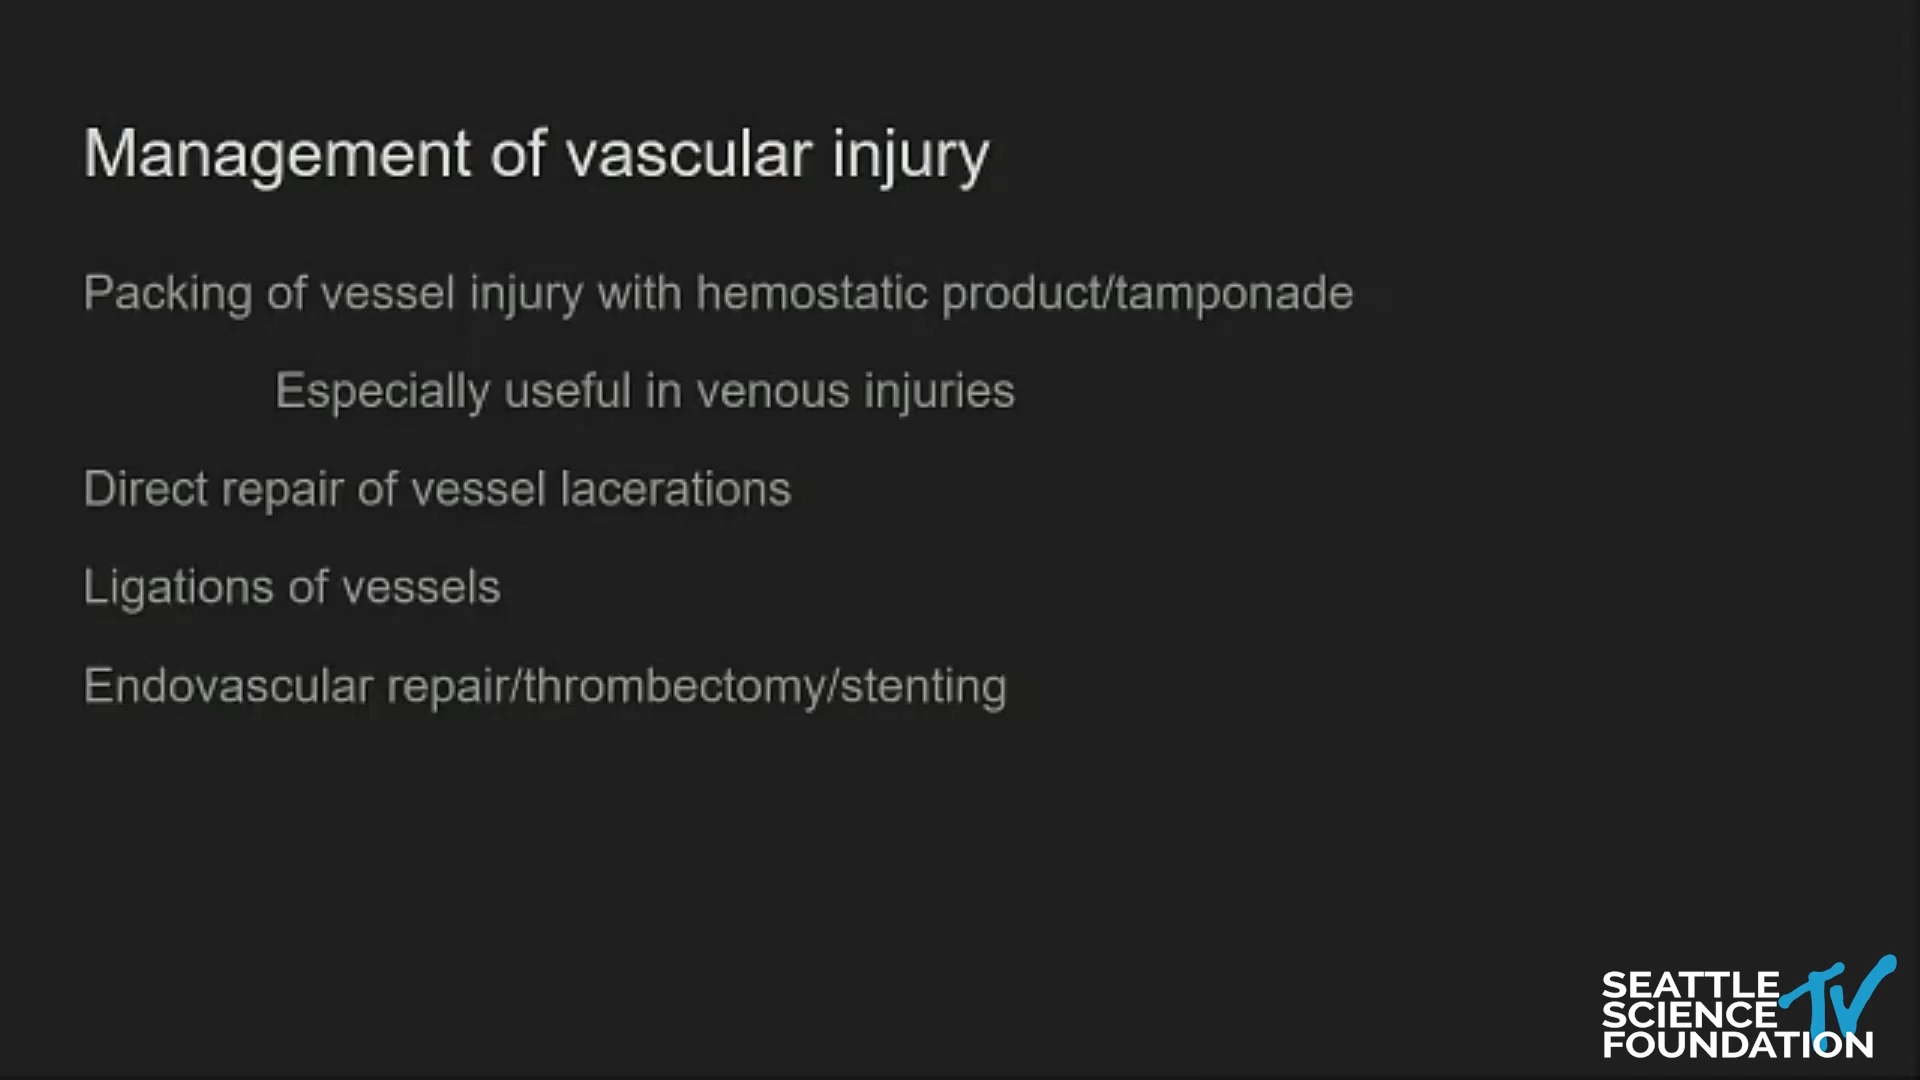 Management of vascular injury
Packing of vessel injury with hemostatic product/tamponade
Especially useful in venous injuries
Direct repair of vessel lacerations
Ligations of vessels
Endovascular repair/thrombectomy/stenting
SEATTLE
SCIENCE
FOUNDATION
TV